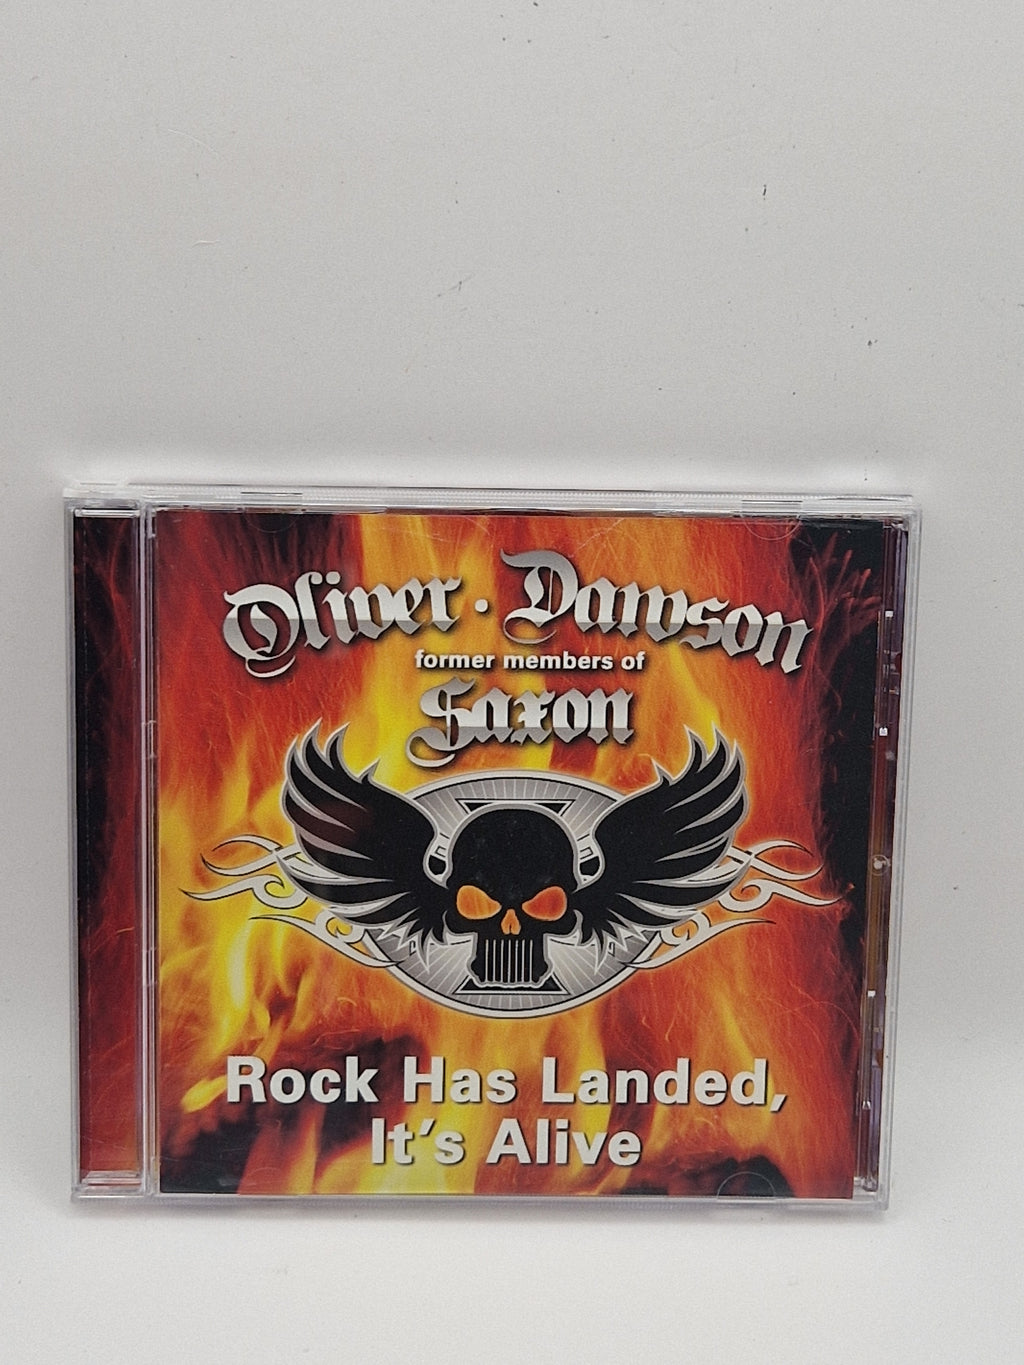 Oliver · Dawson
former members of
Saxon
Rock Has Landed,
It's Alive